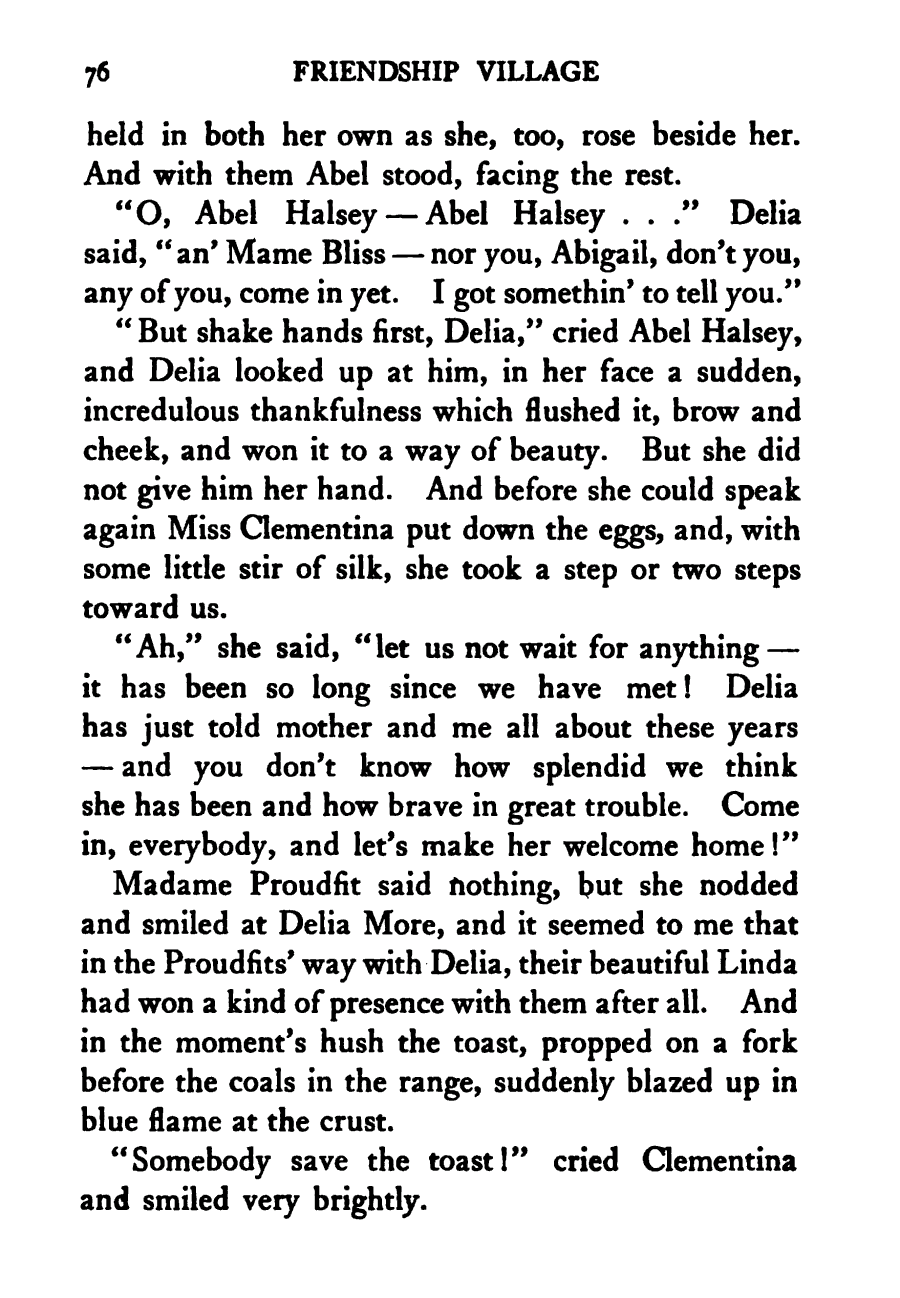 76 FRIENDSHIP VILLAGE
held in both her own as she, too, rose beside her.
And with them Abel stood, facing the rest.
“O, Abel Halsey — Abel Halsey . . .” Delia
said, “an’ Mame Bliss — nor you, Abigail, don’t you,
any of you, come in yet. I got somethin’ to tell you.”
“But shake hands first, Delia,” cried Abel Halsey,
and Delia looked up at him, in her face a sudden,
incredulous thankfulness which flushed it, brow and
cheek, and won it to a way of beauty. But she did
not give him her hand. And before she could speak
again Miss Clementina put down the eggs, and, with
some little stir of silk, she took a step or two steps
toward us.
“Ah,” she said, “let us not wait for anything —
it has been so long since we have met! Delia
has just told mother and me all about these years
— and you don’t know how splendid we think
she has been and how brave in great trouble. Come
in, everybody, and let’s make her welcome home!”
Madame Proudfit said nothing, but she nodded
and smiled at Delia More, and it seemed to me that
in the Proudfits’ way with Delia, their beautiful Linda
had won a kind of presence with them after all. And
in the moment’s hush the toast, propped on a fork
before the coals in the range, suddenly blazed up in
blue flame at the crust.
“Somebody save the toast!” cried Clementina
and smiled very brightly.